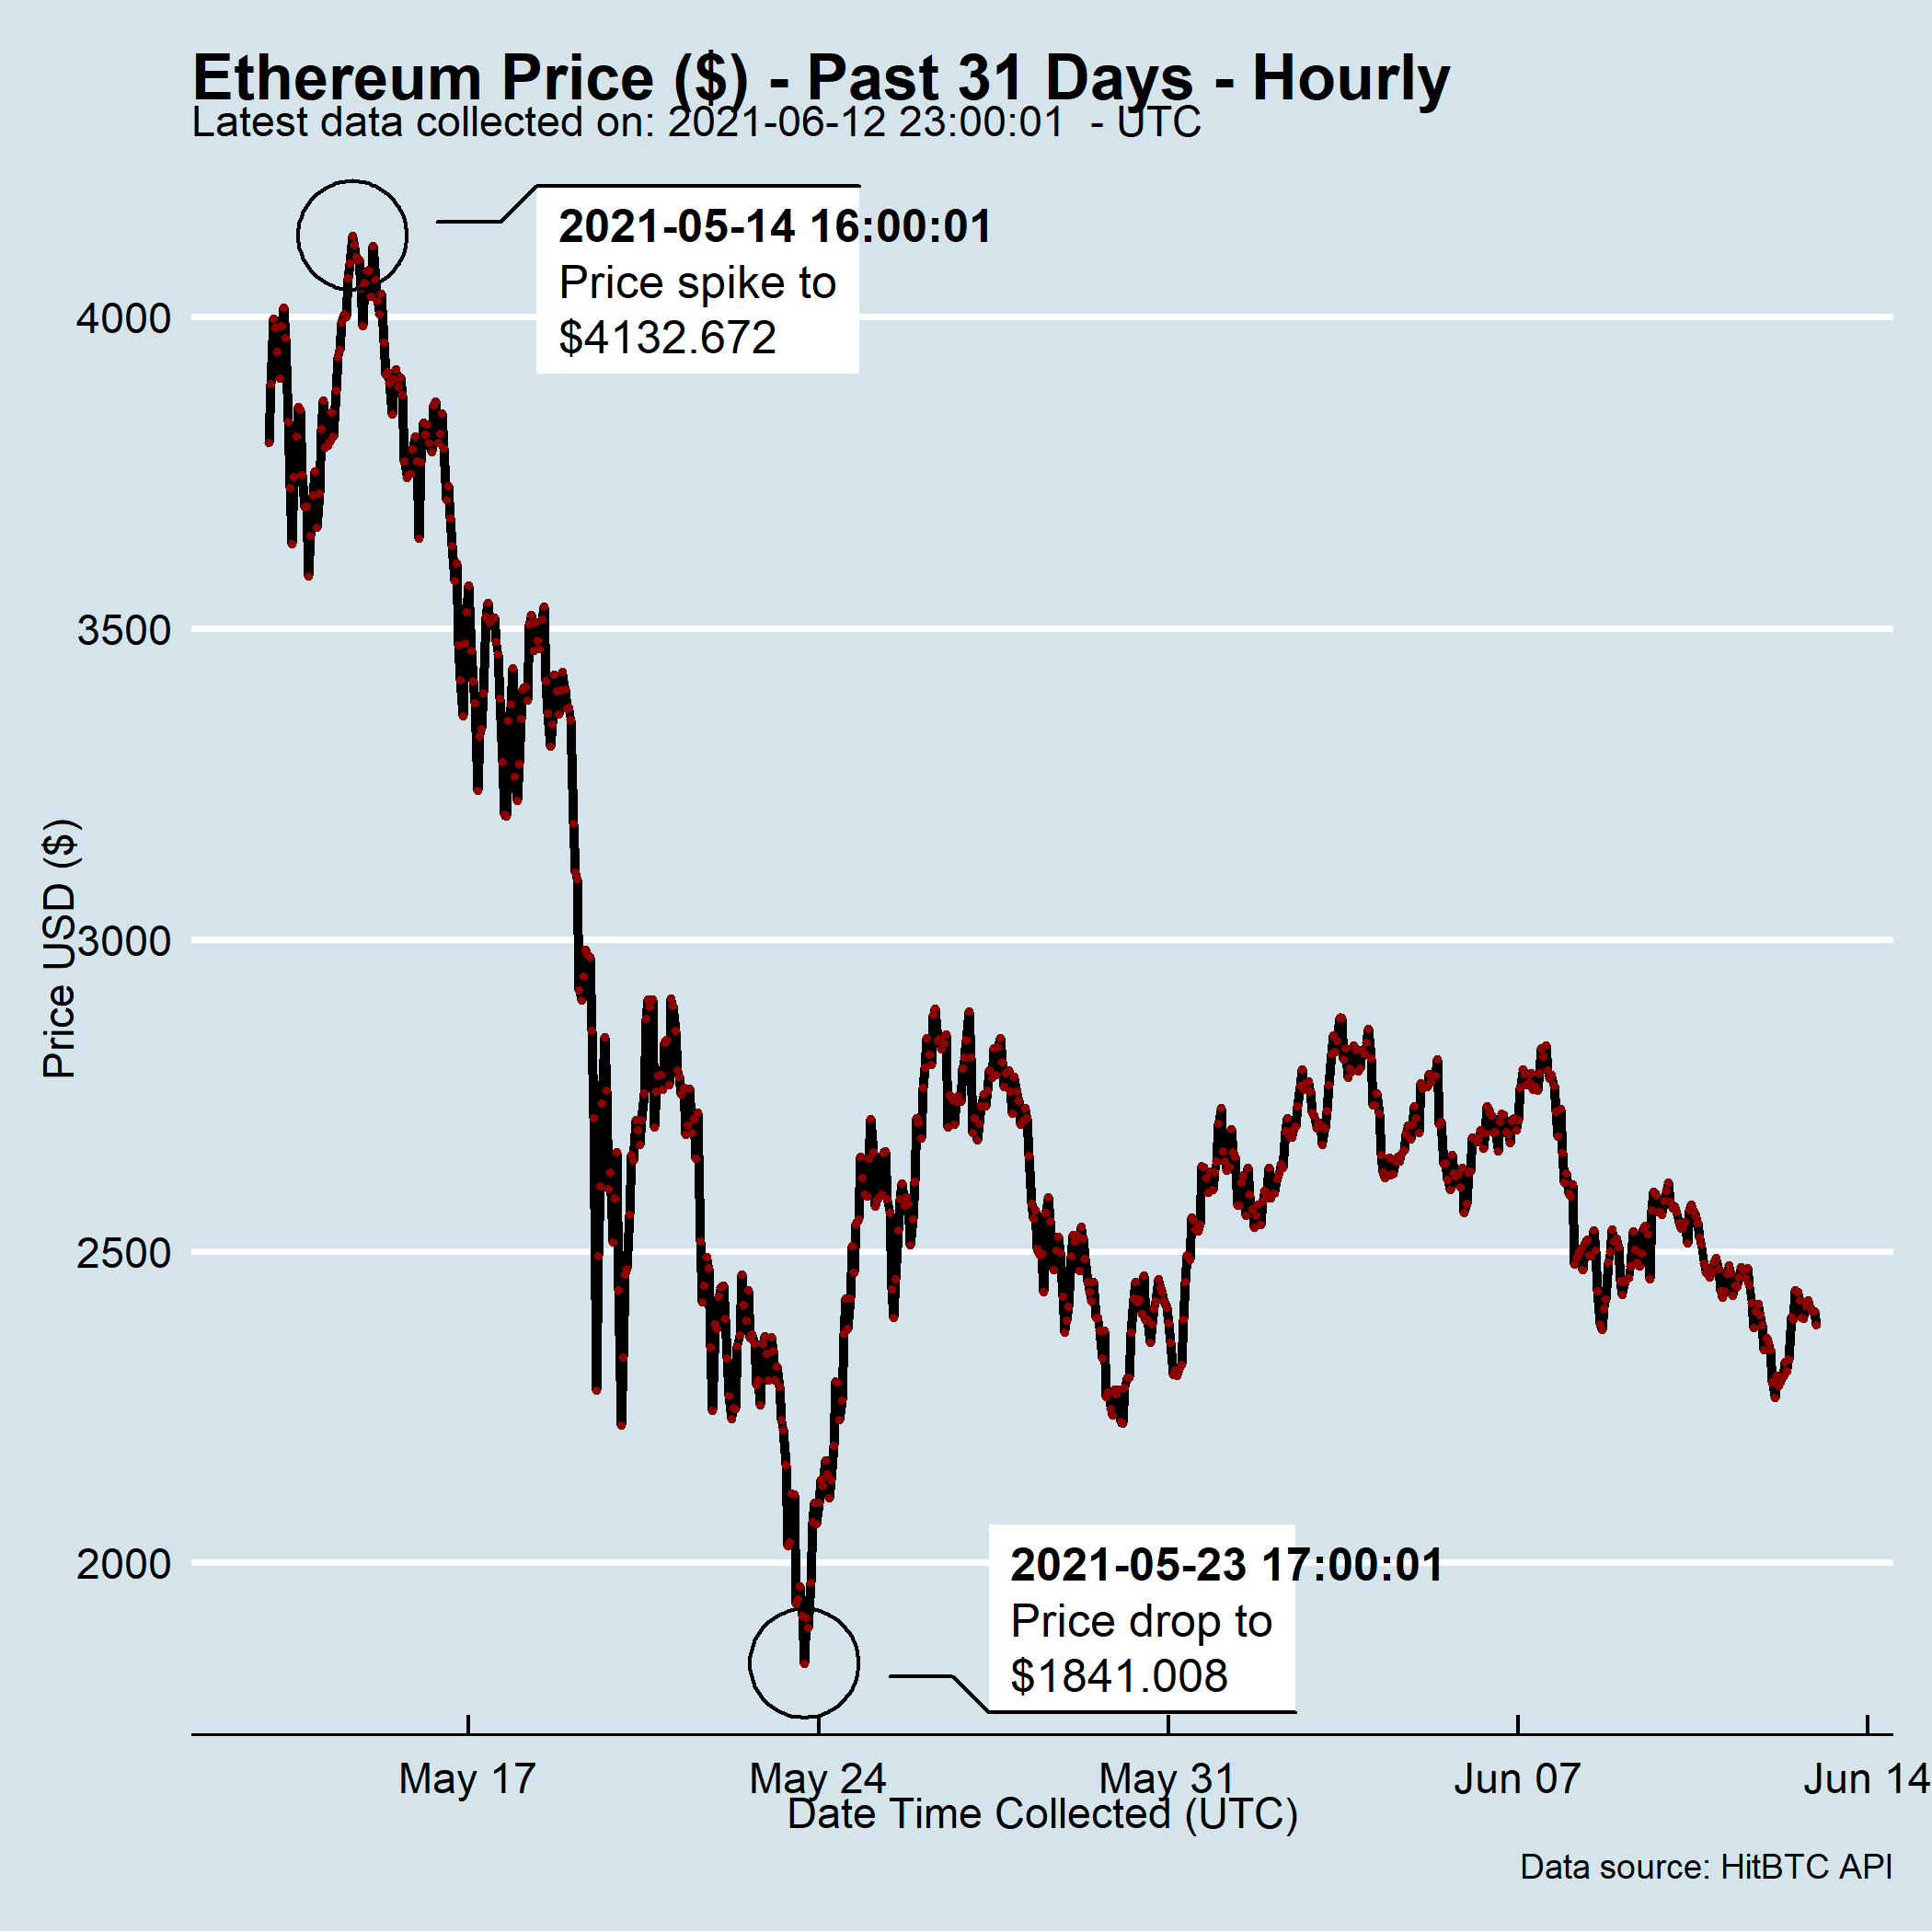 Ethereum Price ($) - Past 31 Days - Hourly
Latest data collected on: 2021-06-12 23:00:01  - UTC
2021-05-14 16:00:01
Price spike to
$4132.672
4000
3500
3000
2500
2000
Price USD ($)
2021-05-23 17:00:01
Price drop to
$1841.008
May 17 May 24 May 31 Jun 07 Jun 14
Date Time Collected (UTC)
Data source: HitBTC API